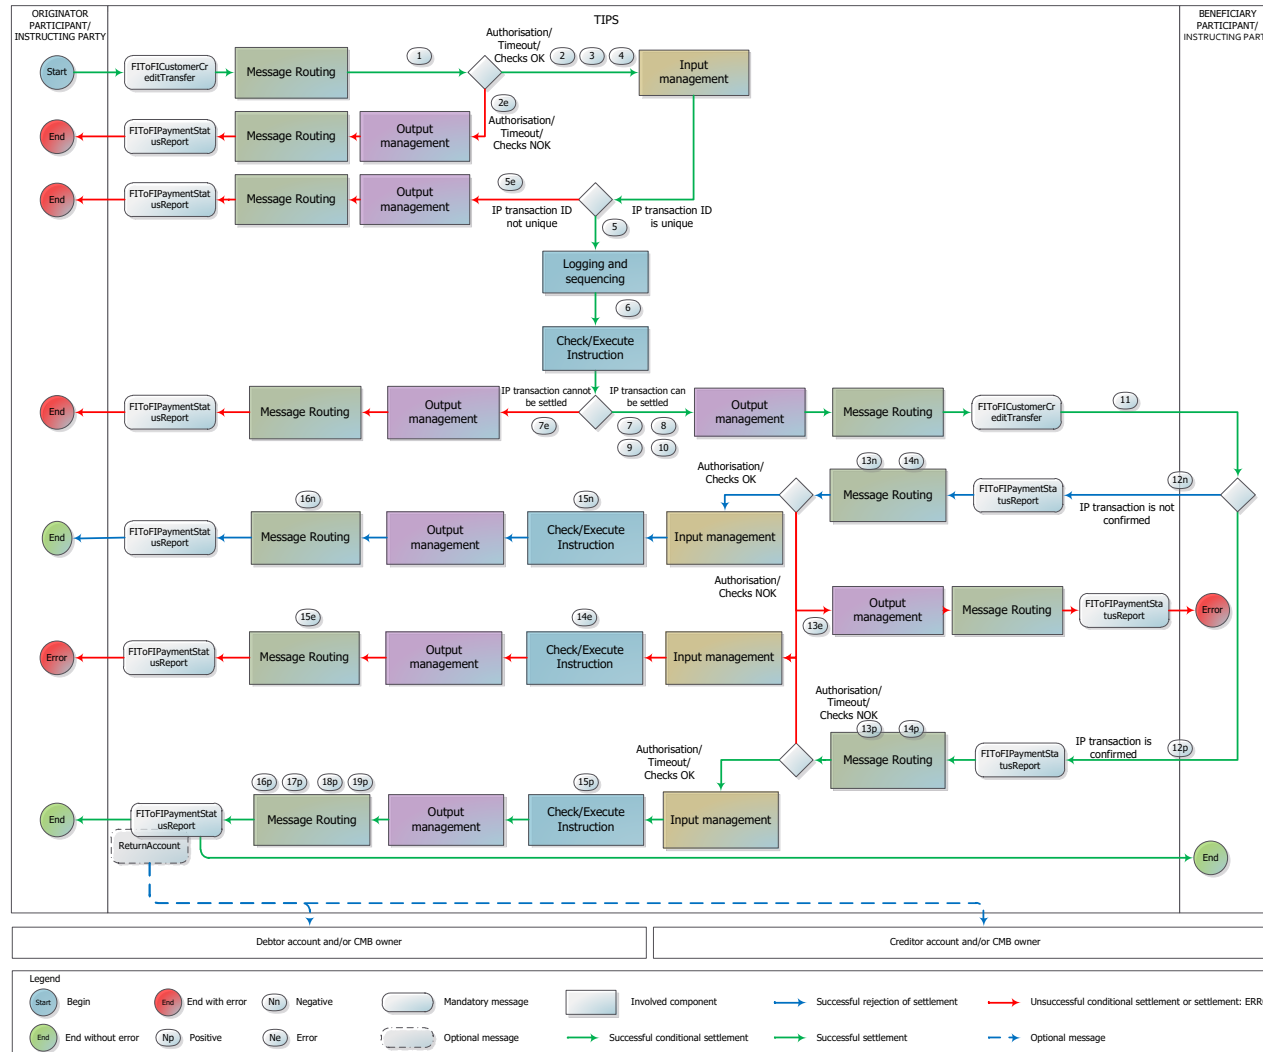 ORIGINATOR
PARTICIPANT/
INSTRUCTING PARTY
TIPS
BENEFICIARY
PARTICIPANT/
INSTRUCTING PART
Start
FIToFICustomerCr
editTransfer
Message Routing
1
Authorisation/
Timeout/
Checks OK
2
3
4
Input
management
2e
Authorisation/
Timeout/
Checks NOK
End
FIToFIPaymentStat
usReport
Message Routing
Output
management
End
FIToFIPaymentStat
usReport
Message Routing
Output
management
5e
IP transaction ID
not unique
IP transaction ID
is unique
5
Logging and
sequencing
6
Check/Execute
Instruction
End
FIToFIPaymentStat
usReport
Message Routing
Output
management
IP transaction cannot
be settled
7e
IP transaction can
be settled
7
8
9
10
Output
management
Message Routing
FIToFICustomerCr
editTransfer
11
Authorisation/
Checks OK
13n
14n
Message Routing
FIToFIPaymentSta
tusReport
12n
IP transaction is not
confirmed
End
FIToFIPaymentStat
usReport
16n
Message Routing
Output
management
15n
Check/Execute
Instruction
Input management
Authorisation/
Checks NOK
13e
Output
management
Message Routing
FIToFIPaymentSta
tusReport
Error
Error
FIToFIPaymentStat
usReport
15e
Message Routing
Output
management
14e
Check/Execute
Instruction
Input management
Authorisation/
Timeout/
Checks NOK
13p
14p
Message Routing
FIToFIPaymentSta
tusReport
IP transaction is
confirmed
12p
Authorisation/
Timeout/
Checks OK
End
FIToFIPaymentStat
usReport
ReturnAccount
16p
17p
18p
19p
Message Routing
Output
management
15p
Check/Execute
Instruction
Input management
End
Debtor account and/or CMB owner
Creditor account and/or CMB owner
Legend
Start
Begin
End
End with error
Nn
Negative
Mandatory message
Involved component
Successful rejection of settlement
Unsuccessful conditional settlement or settlement: ERR
End
End without error
Np
Positive
Ne
Error
Optional message
Successful conditional settlement
Successful settlement
Optional message